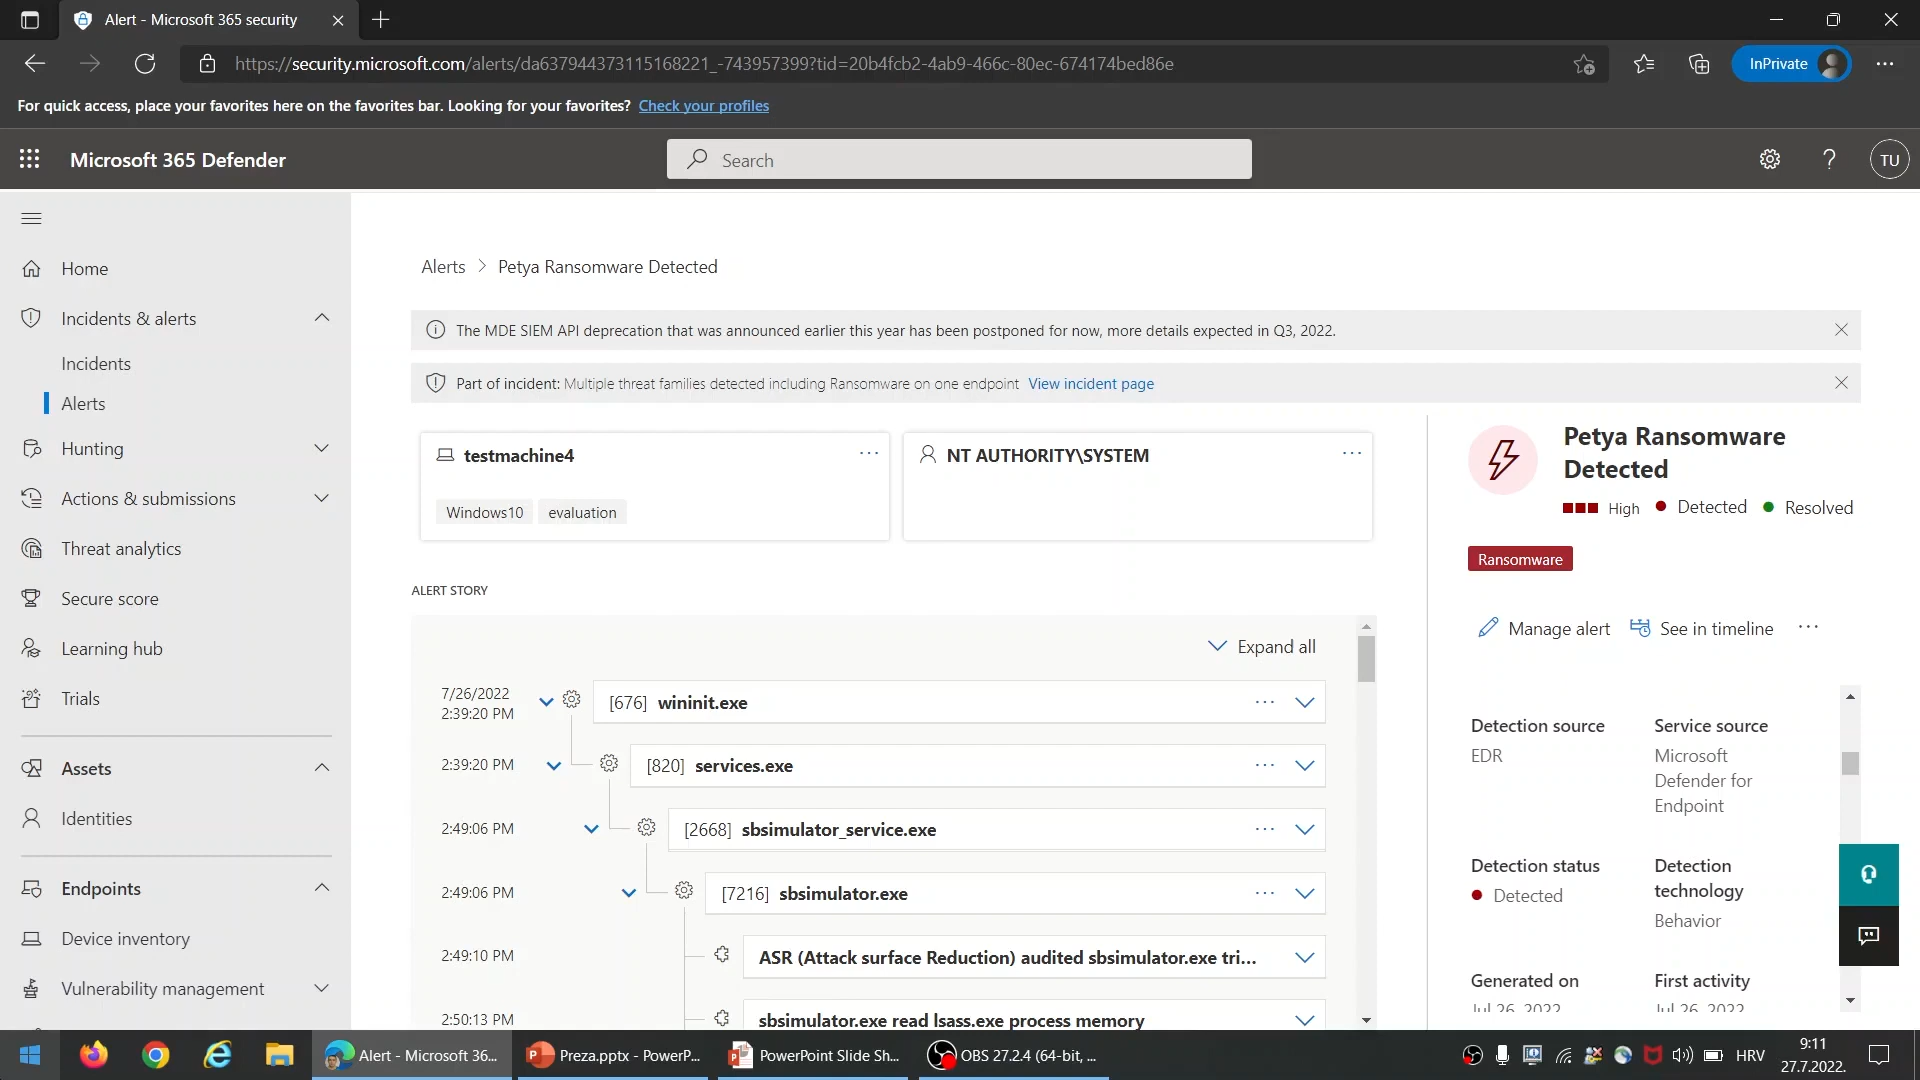 Alert - Microsoft 365 security
https://security.microsoft.com/alerts/da637944373115168221_-743957399?tid=20b4fcb2-4ab9-466c-80ec-674174bed86e
InPrivate
For quick access, place your favorites here on the favorites bar. Looking for your favorites? Check your profiles
Microsoft 365 Defender
Search
TU
Home
Incidents & alerts
Incidents
Alerts
Hunting
Actions & submissions
Threat analytics
Secure score
Learning hub
Trials
Assets
Identities
Endpoints
Device inventory
Vulnerability management
Alerts > Petya Ransomware Detected
The MDE SIEM API deprecation that was announced earlier this year has been postponed for now, more details expected in Q3, 2022.
Part of incident: Multiple threat families detected including Ransomware on one endpoint View incident page
testmachine4
Windows10 evaluation
NT AUTHORITY\SYSTEM
ALERT STORY
Expand all
7/26/2022
2:39:20 PM
[676] wininit.exe
2:39:20 PM [820] services.exe
2:49:06 PM [2668] sbsimulator_service.exe
2:49:06 PM [7216] sbsimulator.exe
2:49:10 PM ASR (Attack surface Reduction) audited sbsimulator.exe tri...
2:50:13 PM sbsimulator.exe read lsass.exe process memory
Petya Ransomware
Detected
High Detected Resolved
Ransomware
Manage alert See in timeline
Detection source
EDR
Service source
Microsoft
Defender for
Endpoint
Detection status
Detected
Detection
technology
Behavior
Generated on
Jul 26, 2022
First activity
Jul 26, 2022
Alert - Microsoft 36...
Preza.pptx - PowerP...
PowerPoint Slide Sh...
OBS 27.2.4 (64-bit, ...
HRV
9:11
27.7.2022.